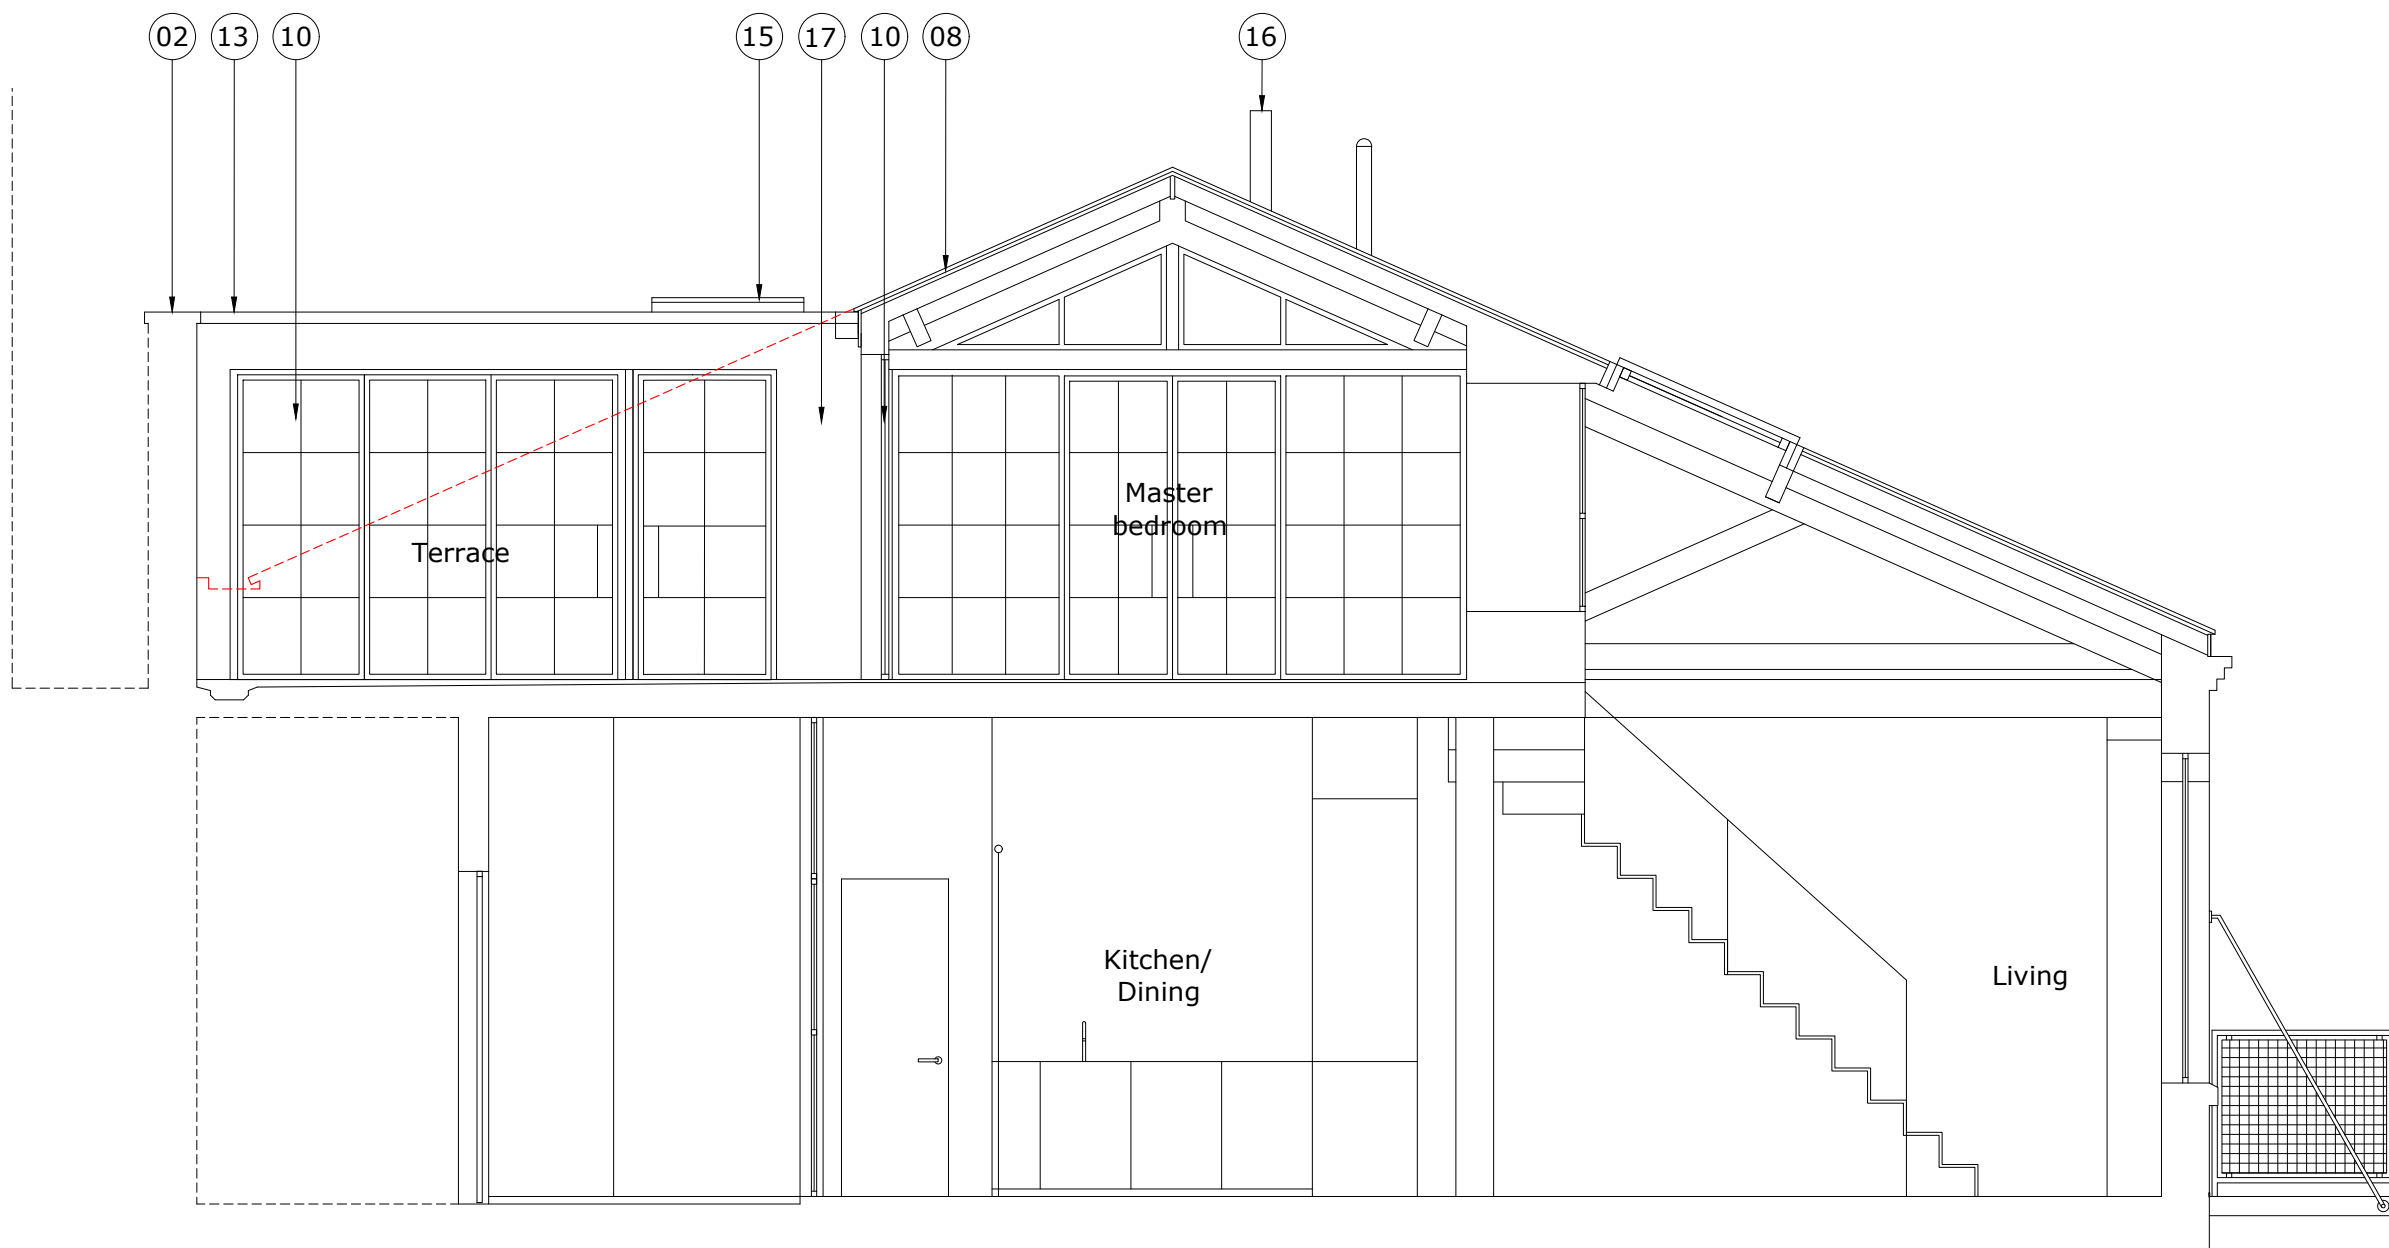 02 13 10 15 17 10 08 16
Master
bedroom
Terrace
Kitchen/
Dining
Living